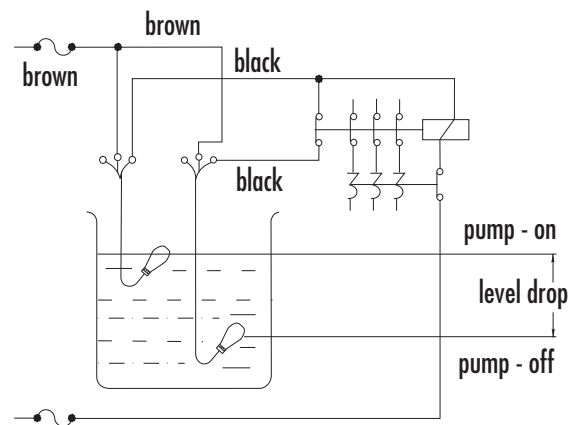 brown
brown
black
black
pump - on
level drop
pump - off